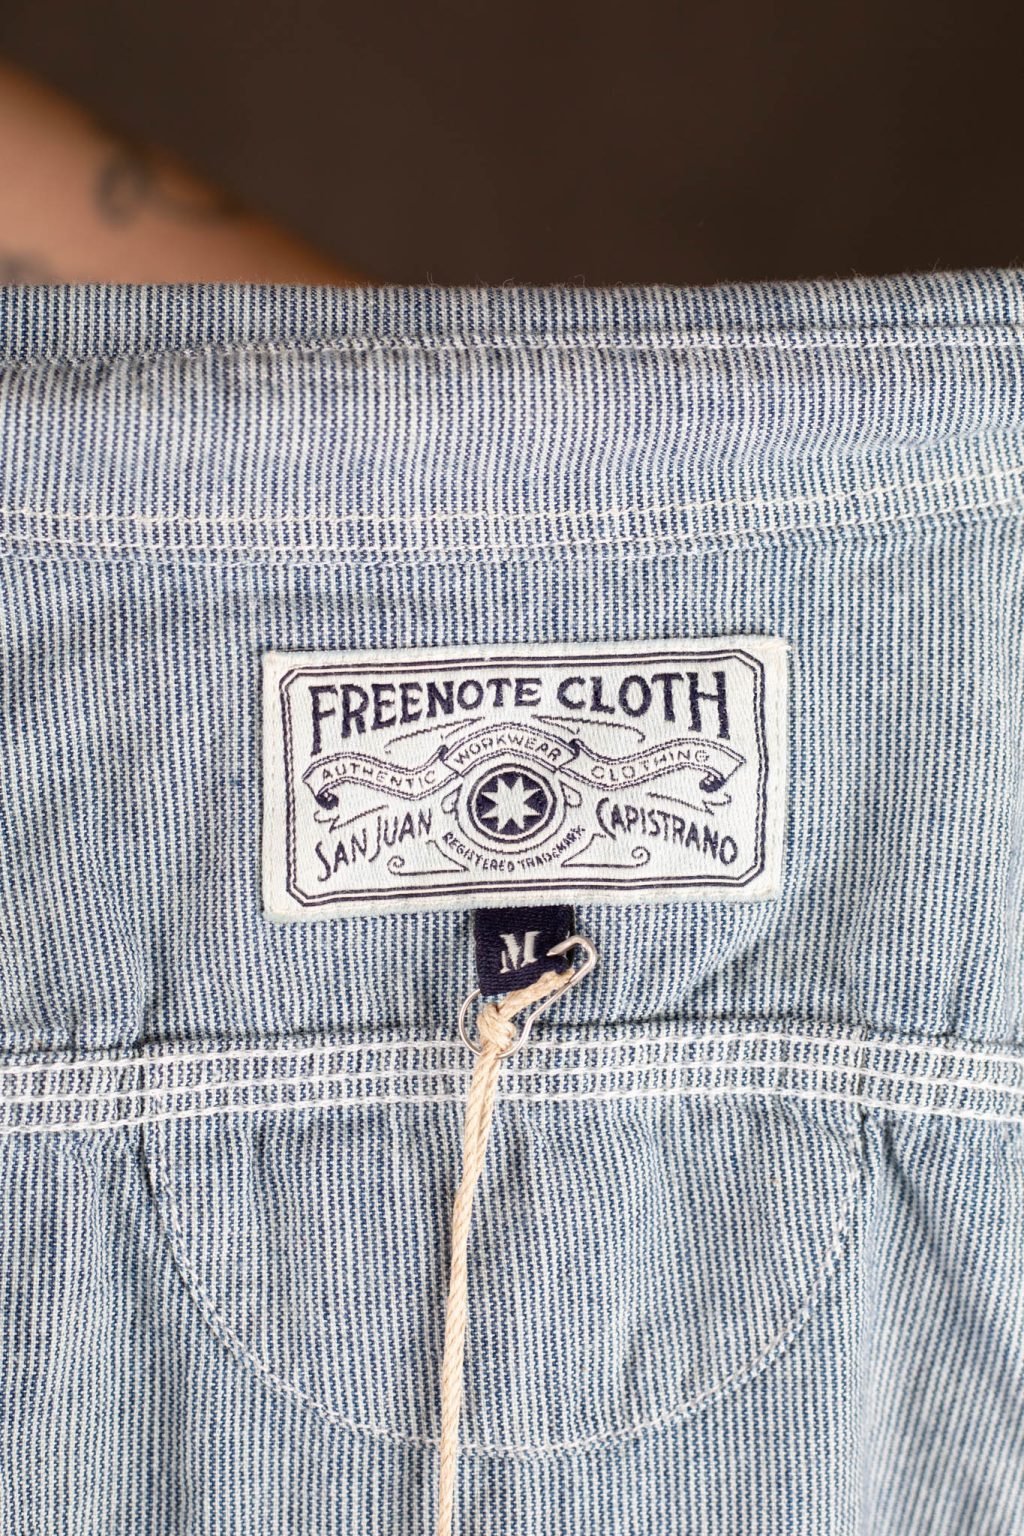 FREENOTE CLOTH
AUTHENTIC WORKWEAR CLOTHING
SAN JUAN CAPISTRANO
REGISTERED TRADEMARK
M